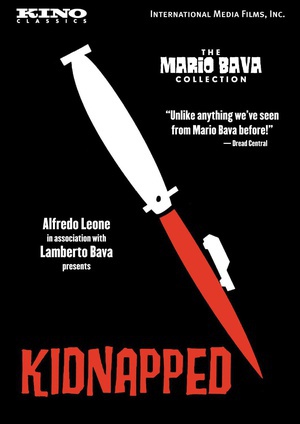 KINO
CLASSICS
INTERNATIONAL MEDIA FILMS, INC.
THE
MARIO BAVA
COLLECTION
“Unlike anything we’ve seen
from Mario Bava before!”
— Dread Central
Alfredo Leone
in association with
Lamberto Bava
presents
KIDNAPPED